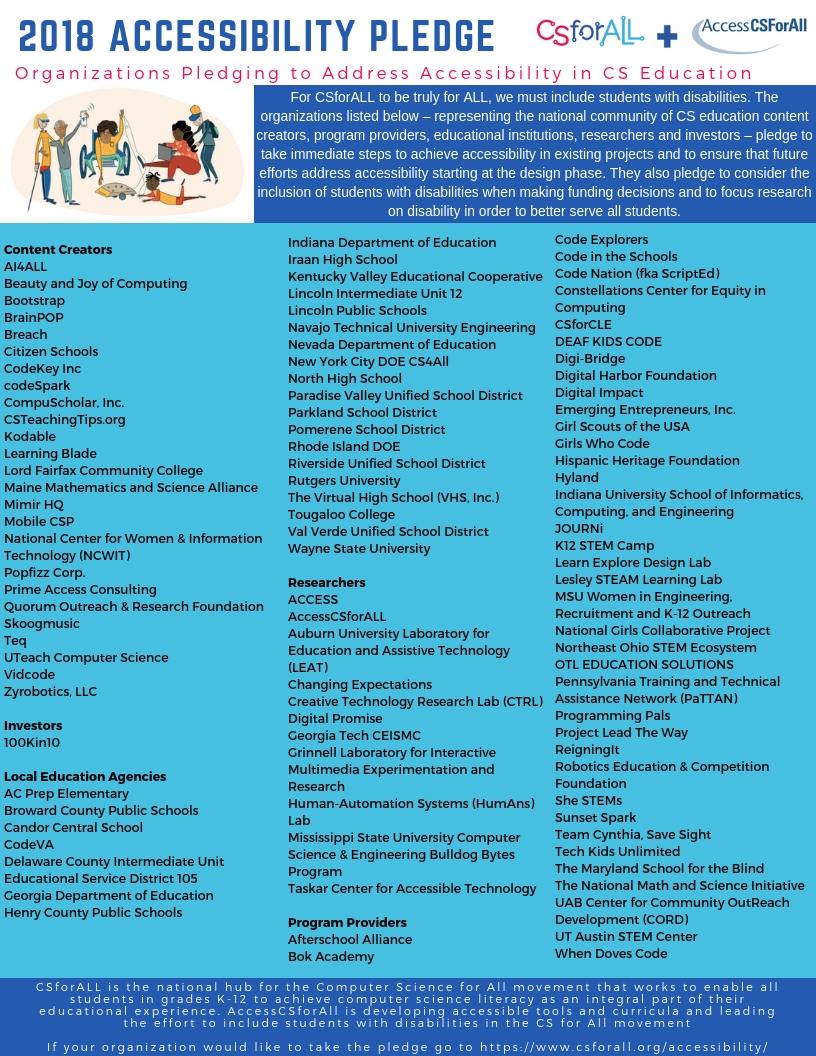 2018 ACCESSIBILITY PLEDGE
CSforALL + AccessCSForAll
Organizations Pledging to Address Accessibility in CS Education
For CSforALL to be truly for ALL, we must include students with disabilities. The
organizations listed below – representing the national community of CS education content
creators, program providers, educational institutions, researchers and investors – pledge to
take immediate steps to achieve accessibility in existing projects and to ensure that future
efforts address accessibility starting at the design phase. They also pledge to consider the
inclusion of students with disabilities when making funding decisions and to focus research
on disability in order to better serve all students.
Content Creators
AI4ALL
Beauty and Joy of Computing
Bootstrap
BrainPOP
Breach
Citizen Schools
CodeKey Inc
codeSpark
CompuScholar, Inc.
CSTeachingTips.org
Kodable
Learning Blade
Lord Fairfax Community College
Maine Mathematics and Science Alliance
Mimir HQ
Mobile CSP
National Center for Women & Information
Technology (NCWIT)
Popfizz Corp.
Prime Access Consulting
Quorum Outreach & Research Foundation
Skoogmusic
Teq
UTeach Computer Science
Vidcode
Zyrobotics, LLC
Investors
100Kin10
Local Education Agencies
AC Prep Elementary
Broward County Public Schools
Candor Central School
CodeVA
Delaware County Intermediate Unit
Educational Service District 105
Georgia Department of Education
Henry County Public Schools
Indiana Department of Education
Iraan High School
Kentucky Valley Educational Cooperative
Lincoln Intermediate Unit 12
Lincoln Public Schools
Navajo Technical University Engineering
Nevada Department of Education
New York City DOE CS4All
North High School
Paradise Valley Unified School District
Parkland School District
Pomerene School District
Rhode Island DOE
Riverside Unified School District
Rutgers University
The Virtual High School (VHS, Inc.)
Tougaloo College
Val Verde Unified School District
Wayne State University
Researchers
ACCESS
AccessCSforALL
Auburn University Laboratory for
Education and Assistive Technology
(LEAT)
Changing Expectations
Creative Technology Research Lab (CTRL)
Digital Promise
Georgia Tech CEISMC
Grinnell Laboratory for Interactive
Multimedia Experimentation and
Research
Human-Automation Systems (HumAns)
Lab
Mississippi State University Computer
Science & Engineering Bulldog Bytes
Program
Taskar Center for Accessible Technology
Program Providers
Afterschool Alliance
Bok Academy
Code Explorers
Code in the Schools
Code Nation (fka ScriptEd)
Constellations Center for Equity in
Computing
CSforCLE
DEAF KIDS CODE
Digi-Bridge
Digital Harbor Foundation
Digital Impact
Emerging Entrepreneurs, Inc.
Girl Scouts of the USA
Girls Who Code
Hispanic Heritage Foundation
Hyland
Indiana University School of Informatics,
Computing, and Engineering
JOURNi
K12 STEM Camp
Learn Explore Design Lab
Lesley STEAM Learning Lab
MSU Women in Engineering,
Recruitment and K-12 Outreach
National Girls Collaborative Project
Northeast Ohio STEM Ecosystem
OTL EDUCATION SOLUTIONS
Pennsylvania Training and Technical
Assistance Network (PaTTAN)
Programming Pals
Project Lead The Way
ReigningIt
Robotics Education & Competition
Foundation
She STEMs
Sunset Spark
Team Cynthia, Save Sight
Tech Kids Unlimited
The Maryland School for the Blind
The National Math and Science Initiative
UAB Center for Community OutReach
Development (CORD)
UT Austin STEM Center
When Doves Code
CSforALL is the national hub for the Computer Science for All movement that works to enable all
students in grades K-12 to achieve computer science literacy as an integral part of their
educational experience. AccessCSforAll is developing accessible tools and curricula and leading
the effort to include students with disabilities in the CS for All movement
If your organization would like to take the pledge go to https://www.csforall.org/accessibility/